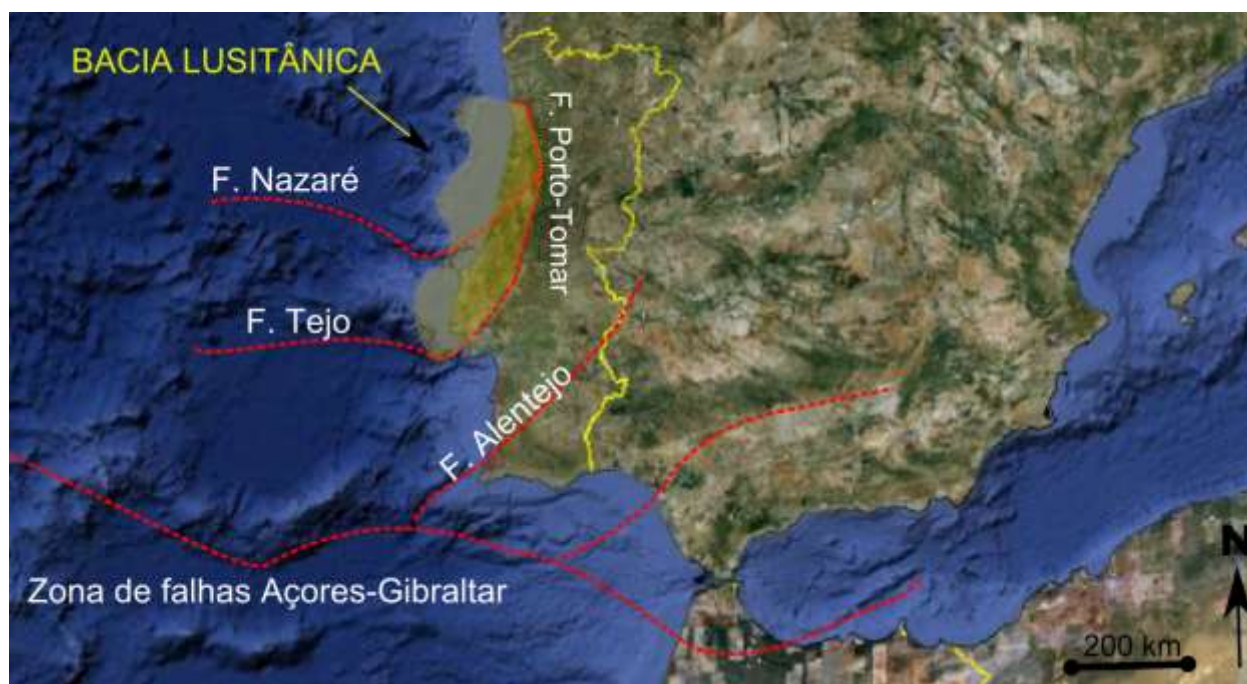 BACIA LUSITÂNICA
F. Porto-Tomar
F. Nazaré
F. Tejo
F. Alentejo
Zona de falhas Açores-Gibraltar
N
200 km